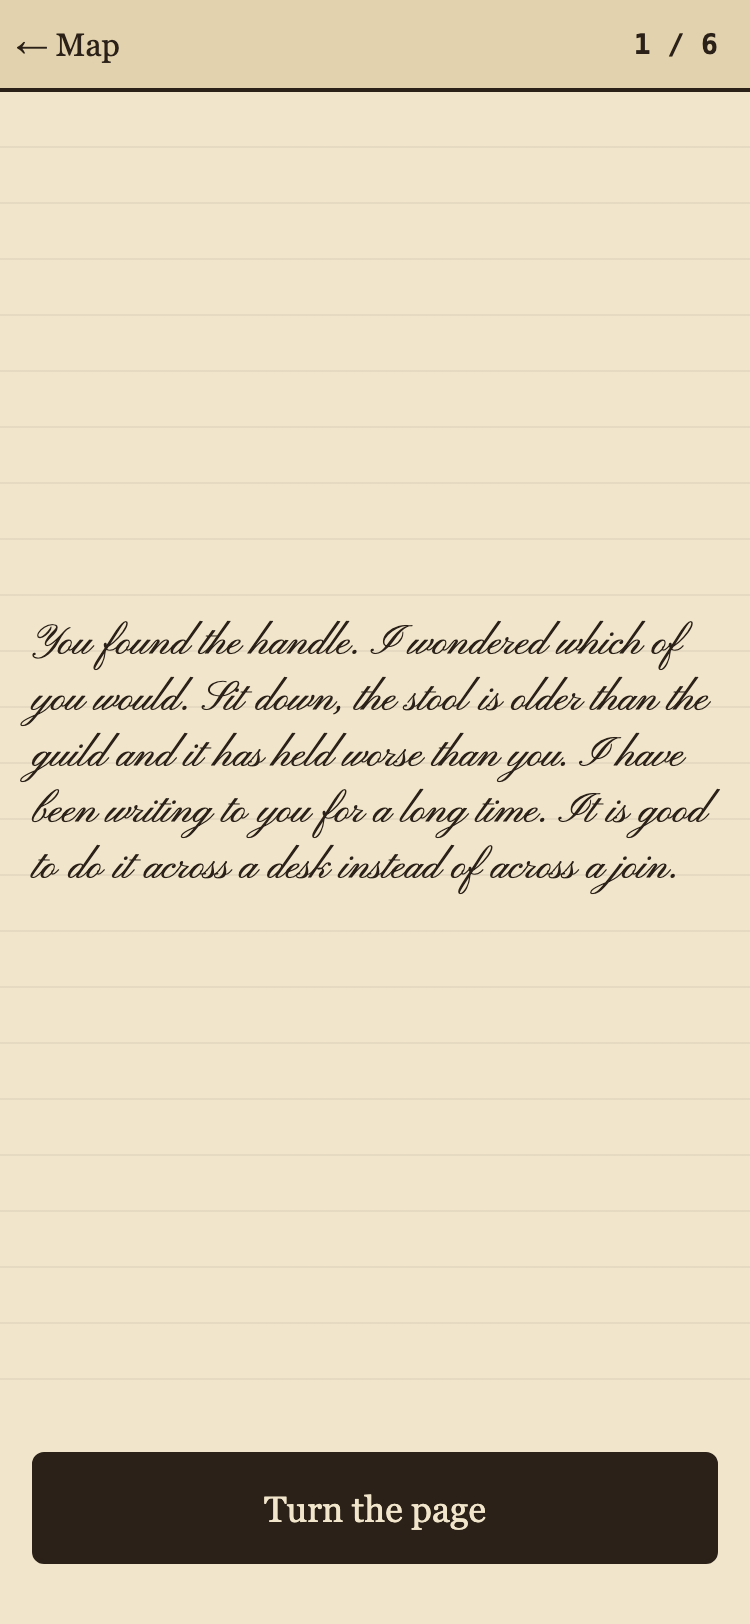 ← Map
1 / 6
You found the handle. I wondered which of
you would. Sit down, the stool is older than the
guild and it has held worse than you. I have
been writing to you for a long time. It is good
to do it across a desk instead of across a join.
Turn the page